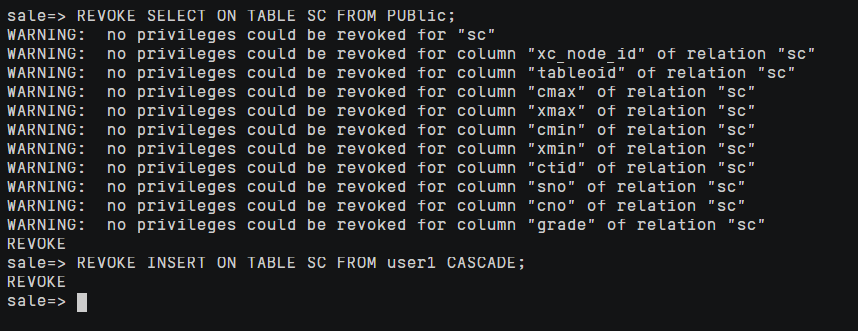 sale=> REVOKE SELECT ON TABLE SC FROM PUBlic;
WARNING:  no privileges could be revoked for "sc"
WARNING:  no privileges could be revoked for column "xc_node_id" of relation "sc"
WARNING:  no privileges could be revoked for column "tableoid" of relation "sc"
WARNING:  no privileges could be revoked for column "cmax" of relation "sc"
WARNING:  no privileges could be revoked for column "xmax" of relation "sc"
WARNING:  no privileges could be revoked for column "cmin" of relation "sc"
WARNING:  no privileges could be revoked for column "xmin" of relation "sc"
WARNING:  no privileges could be revoked for column "ctid" of relation "sc"
WARNING:  no privileges could be revoked for column "sno" of relation "sc"
WARNING:  no privileges could be revoked for column "cno" of relation "sc"
WARNING:  no privileges could be revoked for column "grade" of relation "sc"
REVOKE
sale=> REVOKE INSERT ON TABLE SC FROM user1 CASCADE;
REVOKE
sale=>